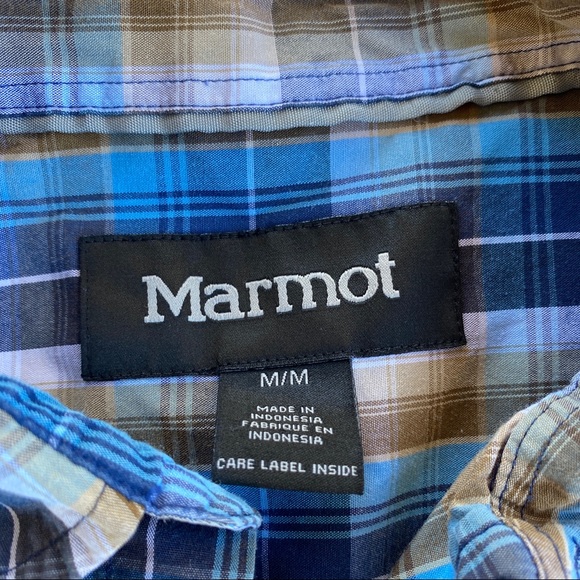 Marmot
M/M
MADE IN
INDONESIA
FABRIQUE EN
INDONESIA
CARE LABEL INSIDE